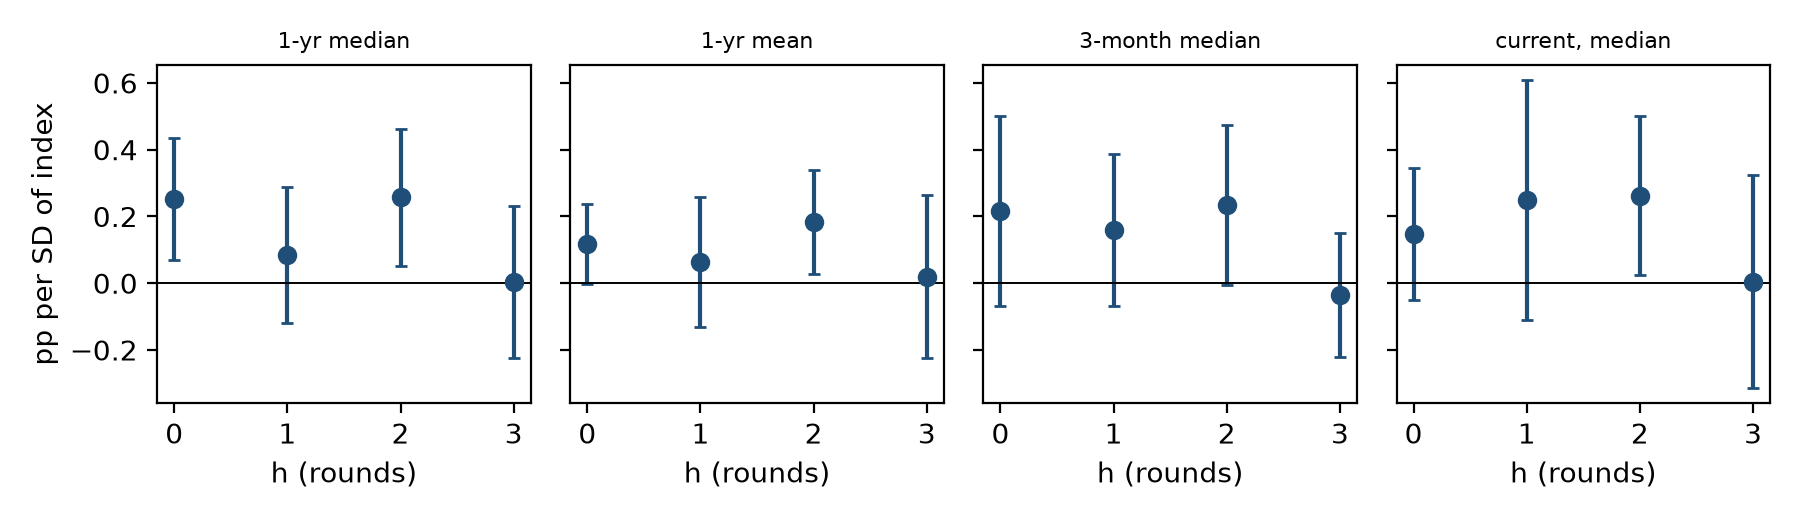 1-yr median
1-yr mean
3-month median
current, median
pp per SD of index
0.6
0.4
0.2
0.0
−0.2
0 1 2 3
0 1 2 3
0 1 2 3
0 1 2 3
h (rounds)
h (rounds)
h (rounds)
h (rounds)